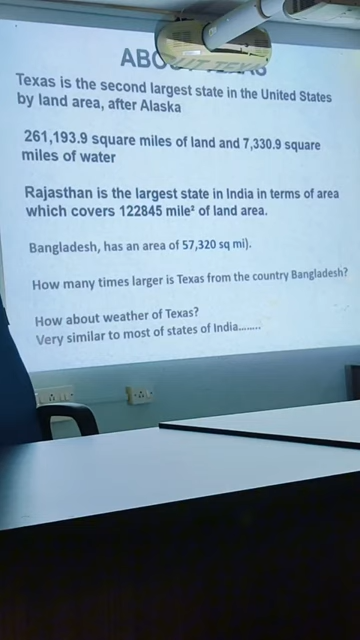 ABOUT TEXAS
Texas is the second largest state in the United States
by land area, after Alaska
261,193.9 square miles of land and 7,330.9 square
miles of water
Rajasthan is the largest state in India in terms of area
which covers 122845 mile² of land area.
Bangladesh, has an area of 57,320 sq mi).
How many times larger is Texas from the country Bangladesh?
How about weather of Texas?
Very similar to most of states of India........